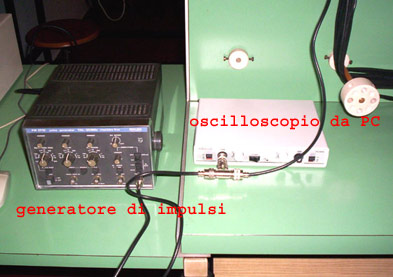 oscilloscopio da PC
generatore di impulsi